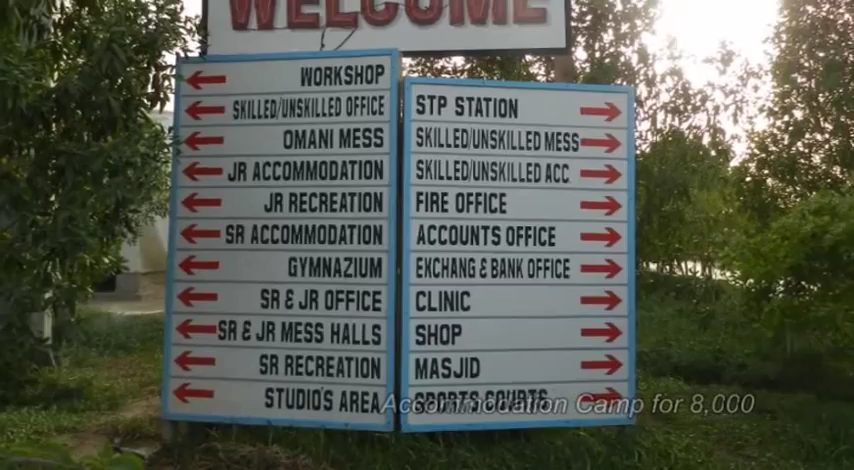 WELCOME
WORKSHOP
SKILLED/UNSKILLED OFFICE
OMANI MESS
JR ACCOMMODATION
JR RECREATION
SR ACCOMMODATION
GYMNAZIUM
SR & JR OFFICE
SR & JR MESS HALLS
SR RECREATION
STUDIO'S AREA
STP STATION
SKILLED/UNSKILLED MESS
SKILLED/UNSKILLED ACC.
FIRE OFFICE
ACCOUNTS OFFICE
EXCHANG & BANK OFFICE
CLINIC
SHOP
MASJID
SPORTS COURTS
Accommodation Camp for 8,000